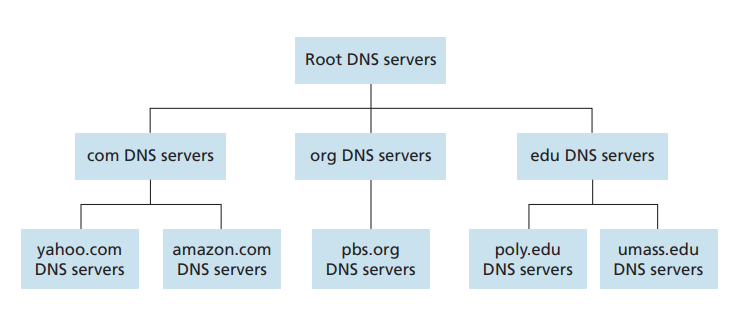 Root DNS servers
com DNS servers
org DNS servers
edu DNS servers
yahoo.com
DNS servers
amazon.com
DNS servers
pbs.org
DNS servers
poly.edu
DNS servers
umass.edu
DNS servers